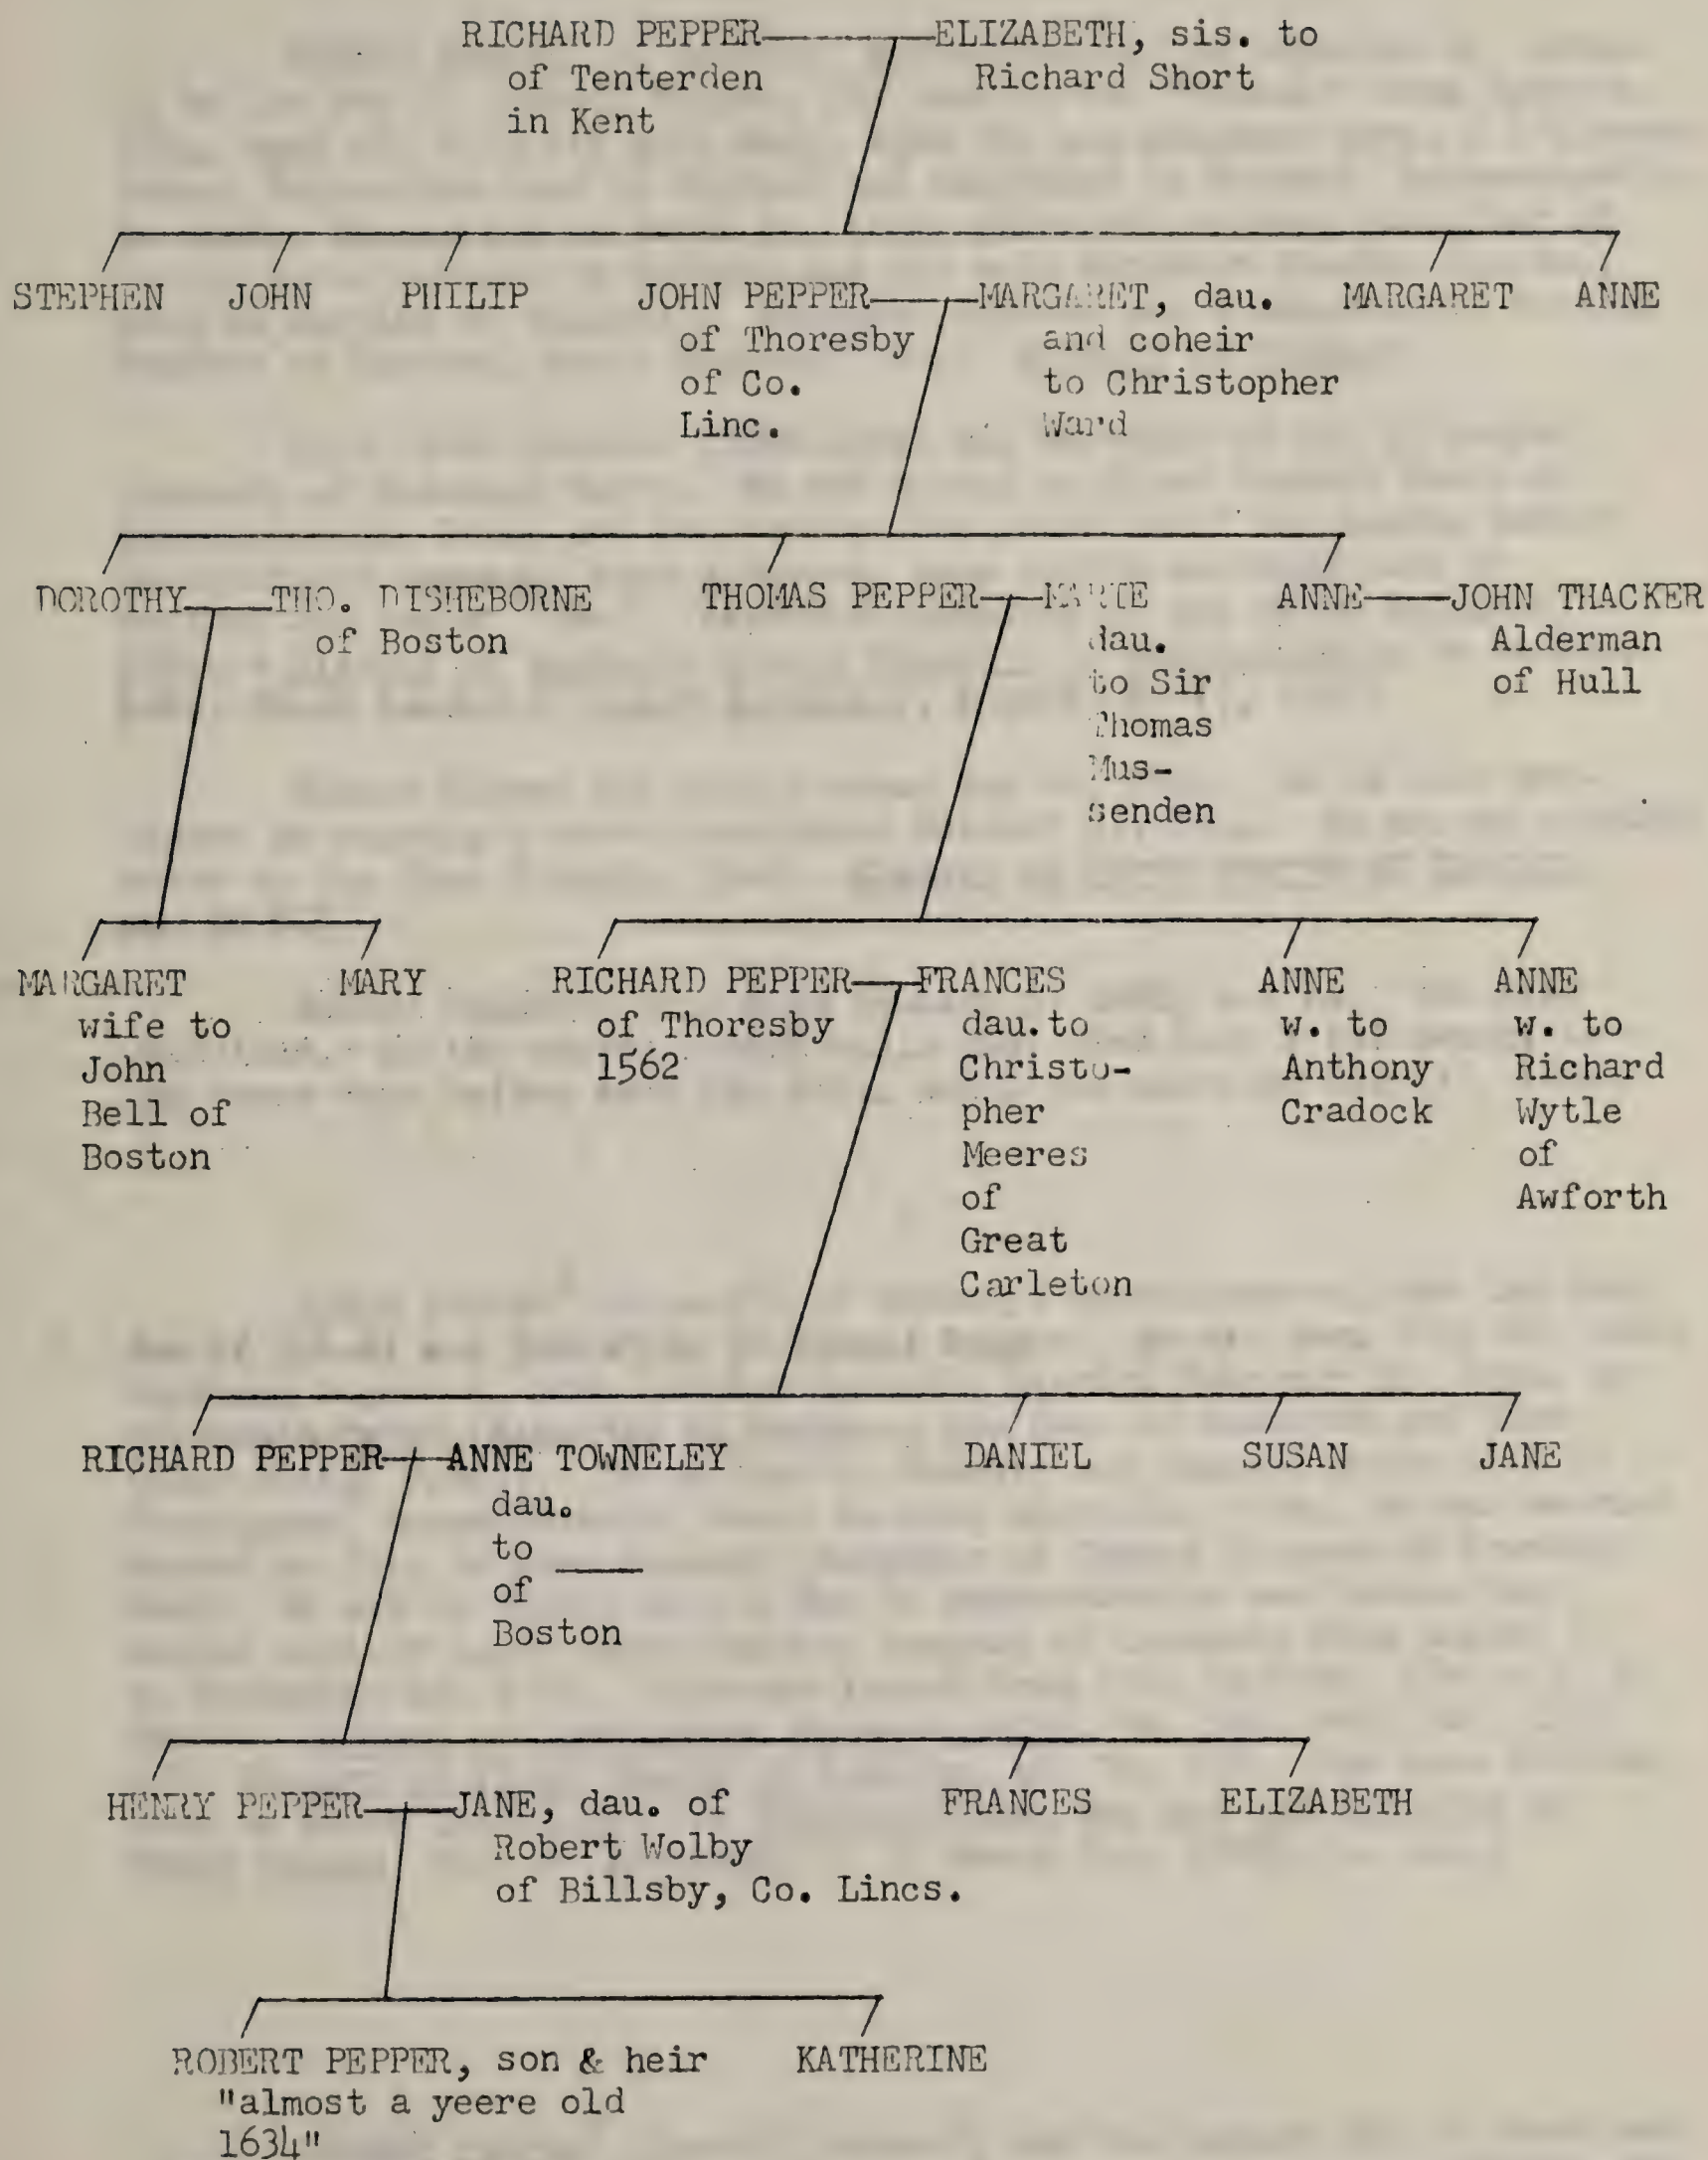 RICHARD PEPPER ELIZABETH, sis. to
of Tenterden Richard Short
in Kent
STEPHEN JOHN PHILIP JOHN PEPPER MARGARET, dau. MARGARET ANNE
of Thoresby and coheir
of Co. to Christopher
Linc. Ward
DOROTHY THO. DISHEBORNE THOMAS PEPPER MARIE ANNE JOHN THACKER
of Boston dau. Alderman
to Sir of Hull
Thomas
Mus-
senden
MARGARET MARY RICHARD PEPPER FRANCES ANNE ANNE
wife to of Thoresby dau. to w. to w. to
John 1562 Christo- Anthony Richard
Bell of pher Cradock Wytle
Boston Meeres of
of Awforth
Great
Carleton
RICHARD PEPPER ANNE TOWNELEY DANIEL SUSAN JANE
dau.
to ____
of
Boston
HENRY PEPPER JANE, dau. of FRANCES ELIZABETH
Robert Wolby
of Billsby, Co. Lincs.
ROBERT PEPPER, son & heir KATHERINE
"almost a yeere old
1634"